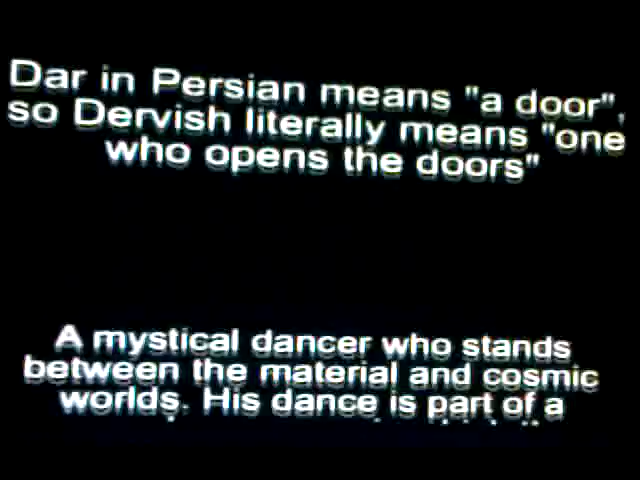 Dar in Persian means "a door",
so Dervish literally means "one
who opens the doors"
A mystical dancer who stands
between the material and cosmic
worlds. His dance is part of a